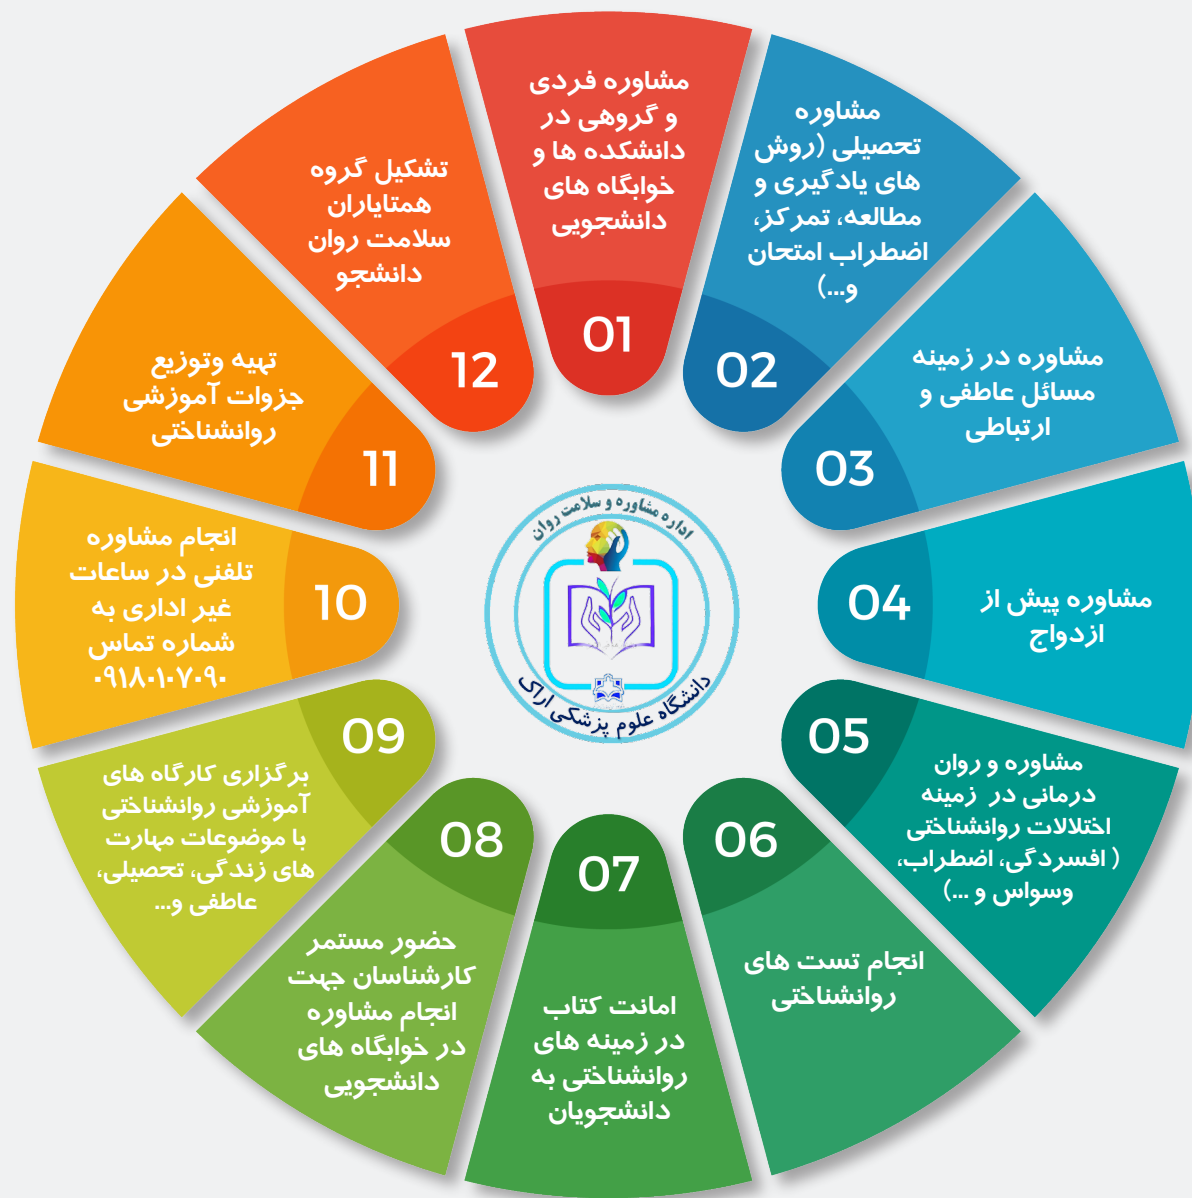 مشاوره فردی
و گروهی در
دانشکده ها و
خوابگاه های
دانشجویی
01
مشاوره
تحصیلی (روش
های یادگیری و
مطالعه، تمرکز،
اضطراب امتحان
و...)
02
مشاوره در زمینه
مسائل عاطفی و
ارتباطی
03
مشاوره پیش از
ازدواج
04
مشاوره و روان
درمانی در زمینه
اختلالات روانشناختی
( افسردگی، اضطراب،
وسواس و ...)
05
انجام تست های
روانشناختی
06
امانت کتاب
در زمینه های
روانشناختی به
دانشجویان
07
حضور مستمر
کارشناسان جهت
انجام مشاوره
در خوابگاه های
دانشجویی
08
برگزاری کارگاه های
آموزشی روانشناختی
با موضوعات مهارت
های زندگی، تحصیلی،
عاطفی و...
09
انجام مشاوره
تلفنی در ساعات
غیر اداری به
شماره تماس
۰۹۱۸۰۱۰۷۰۹۰
10
تهیه وتوزیع
جزوات آموزشی
روانشناختی
11
تشکیل گروه
همتایاران
سلامت روان
دانشجو
12
اداره مشاوره و سلامت روان
دانشگاه علوم پزشکی اراک